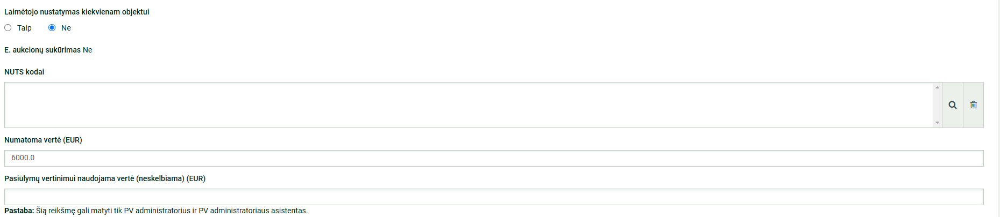 Laimėtojo nustatymas kiekvienam objektui
Taip Ne
E. aukcionų sukūrimas Ne
NUTS kodai
Numatoma vertė (EUR)
6000.0
Pasiūlymų vertinimui naudojama vertė (neskelbiama) (EUR)
Pastaba: Šią reikšmę gali matyti tik PV administratorius ir PV administratoriaus asistentas.